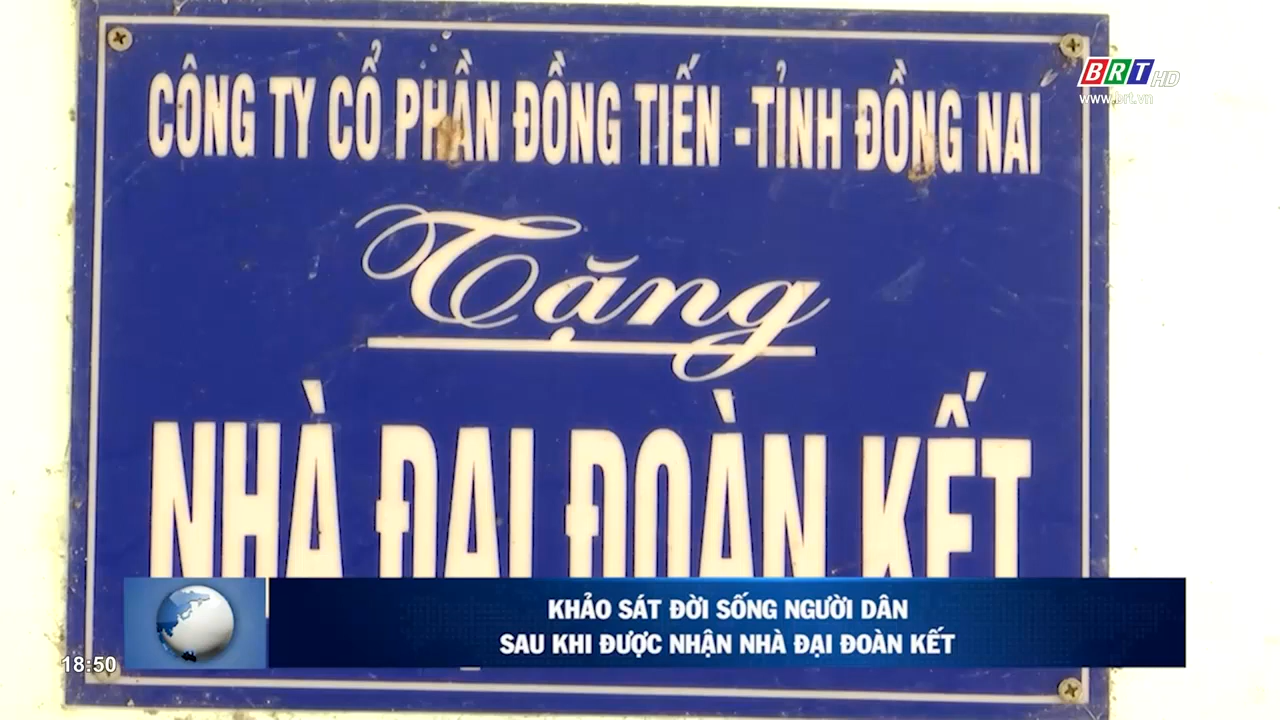 CÔNG TY CỔ PHẦN ĐỒNG TIẾN -TỈNH ĐỒNG NAI
BRT HD
www.brt.vn
Tặng
NHÀ ĐẠI ĐOÀN KẾT
KHẢO SÁT ĐỜI SỐNG NGƯỜI DÂN
SAU KHI ĐƯỢC NHẬN NHÀ ĐẠI ĐOÀN KẾT
18:50